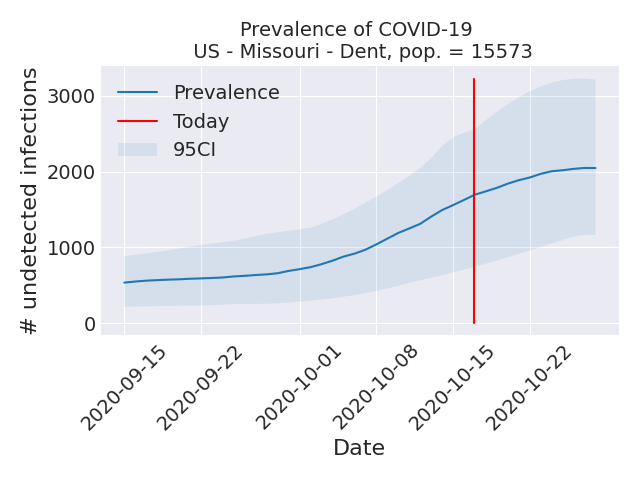 Prevalence of COVID-19
US - Missouri - Dent, pop. = 15573
# undetected infections
3000
2000
1000
0
Prevalence
Today
95CI
2020-09-15
2020-09-22
2020-10-01
2020-10-08
2020-10-15
2020-10-22
Date